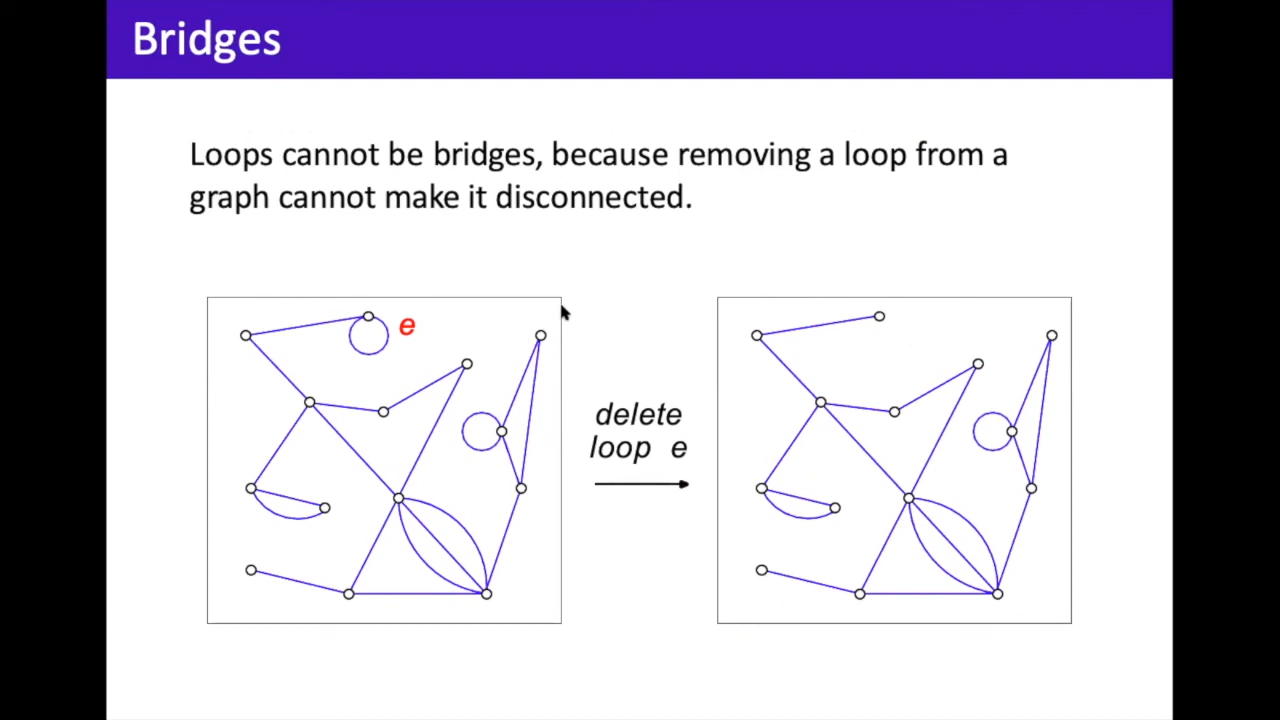 Bridges
Loops cannot be bridges, because removing a loop from a
graph cannot make it disconnected.
e
delete
loop e